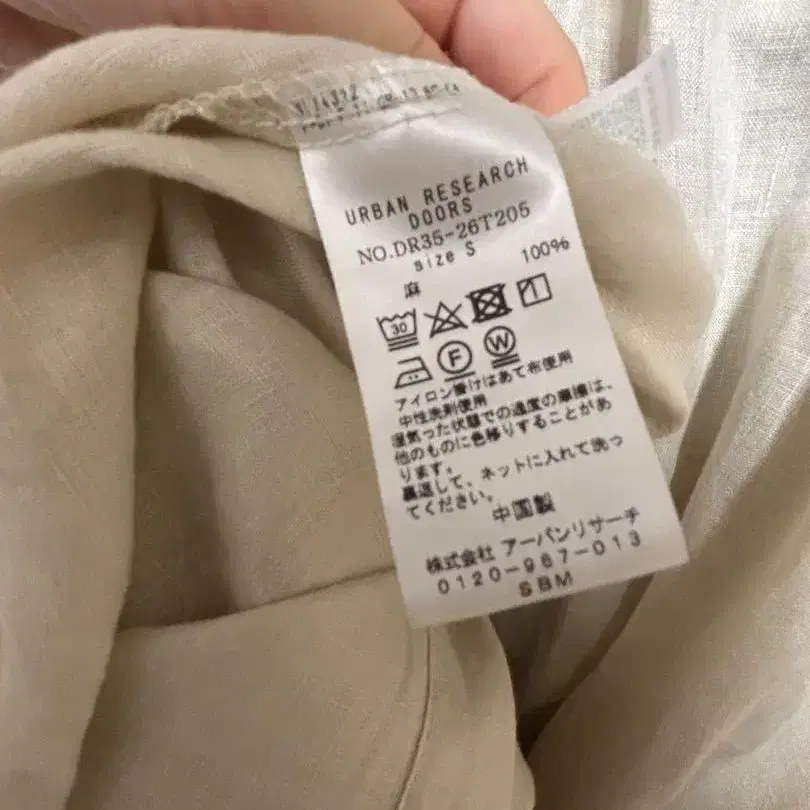 URBAN RESEARCH
DOORS
NO.DR35-26T205
size S
麻 100%
30
F W
アイロン掛けはあて布使用
中性洗剤使用
湿気った状態での過度の摩擦は、
他のものに色移りすることがあ
ります。
裏返して、ネットに入れて洗っ
てください。
中国製
株式会社 アーバンリサーチ
0120-987-013
SBM